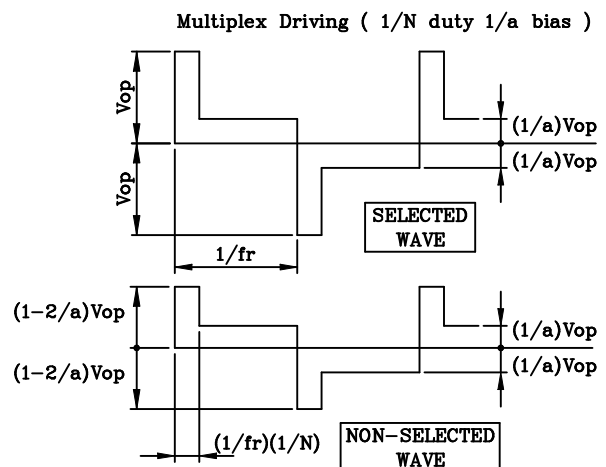 Multiplex Driving ( 1/N duty 1/a bias )
Vop
(1/a)Vop
(1/a)Vop
Vop
SELECTED
WAVE
1/fr
(1-2/a)Vop
(1/a)Vop
(1-2/a)Vop
(1/a)Vop
(1/fr)(1/N)
NON-SELECTED
WAVE